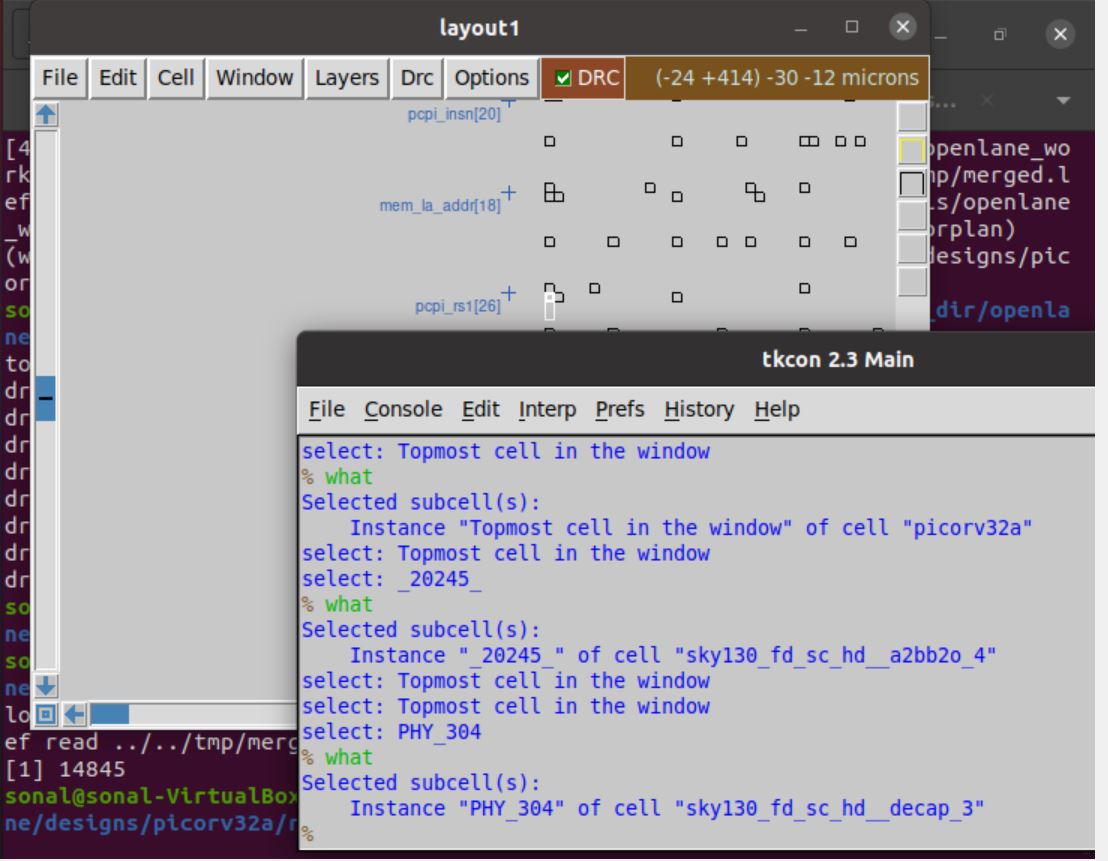 layout1
File Edit Cell Window Layers Drc Options DRC (-24 +414) -30 -12 microns
pcpi_insn[20]
mem_la_addr[18]
pcpi_rs1[26]
[4
rk
ef
_w
(w
or
so
ne
to
dr
dr
dr
dr
dr
dr
dr
dr
so
ne
so
ne
lo
s...
openlane_wo
mp/merged.l
ls/openlane
orplan)
designs/pic
_dir/openla
tkcon 2.3 Main
File Console Edit Interp Prefs History Help
select: Topmost cell in the window
% what
Selected subcell(s):
Instance "Topmost cell in the window" of cell "picorv32a"
select: Topmost cell in the window
select: _20245_
% what
Selected subcell(s):
Instance "_20245_" of cell "sky130_fd_sc_hd__a2bb2o_4"
select: Topmost cell in the window
select: Topmost cell in the window
select: PHY_304
% what
Selected subcell(s):
Instance "PHY_304" of cell "sky130_fd_sc_hd__decap_3"
%
ef read ../../tmp/merg
[1] 14845
sonal@sonal-VirtualBox
ne/designs/picorv32a/r